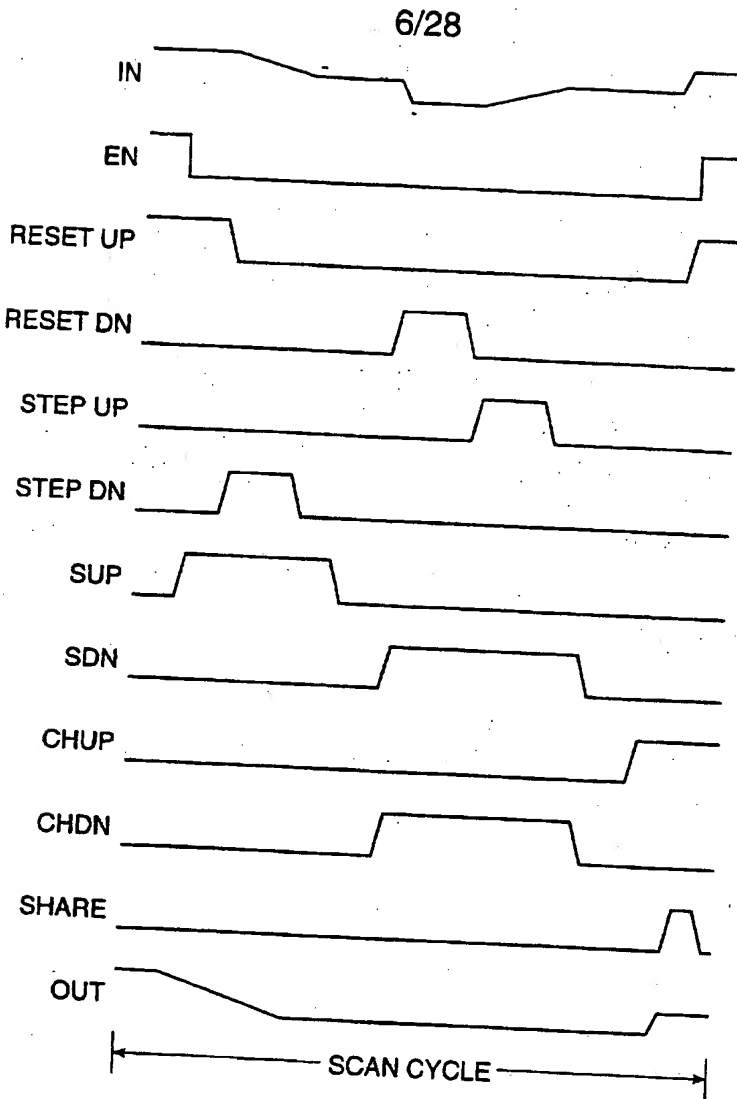 6/28
IN
EN
RESET UP
RESET DN
STEP UP
STEP DN
SUP
SDN
CHUP
CHDN
SHARE
OUT
SCAN CYCLE